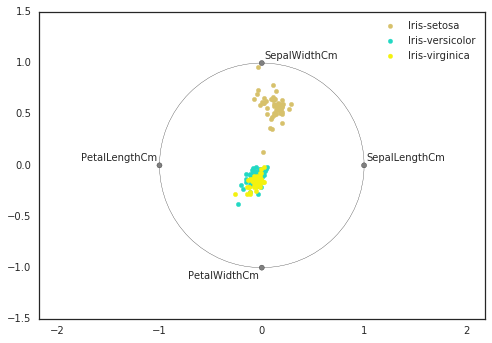 1.5
Iris-setosa
Iris-versicolor
Iris-virginica
1.0
SepalWidthCm
0.5
PetalLengthCm
SepalLengthCm
0.0
−0.5
−1.0
PetalWidthCm
−1.5
−2 −1 0 1 2